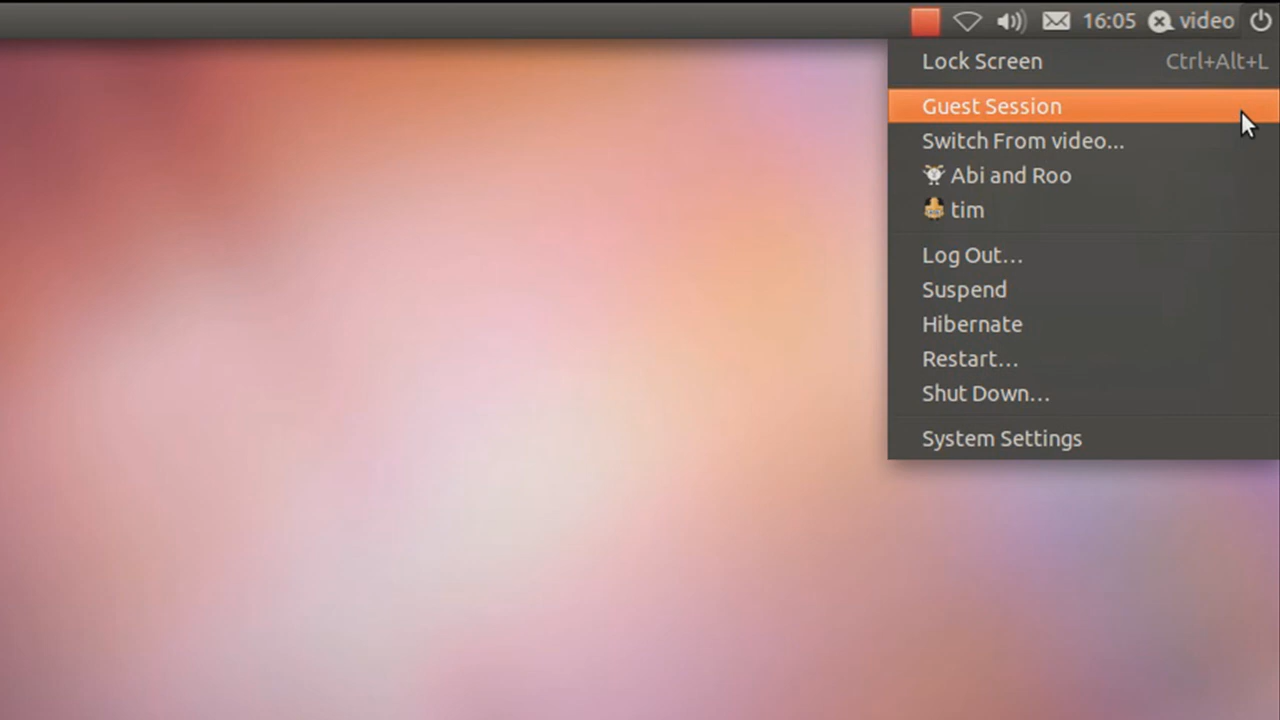 16:05 video
Lock Screen Ctrl+Alt+L
Guest Session
Switch From video...
Abi and Roo
tim
Log Out...
Suspend
Hibernate
Restart...
Shut Down...
System Settings